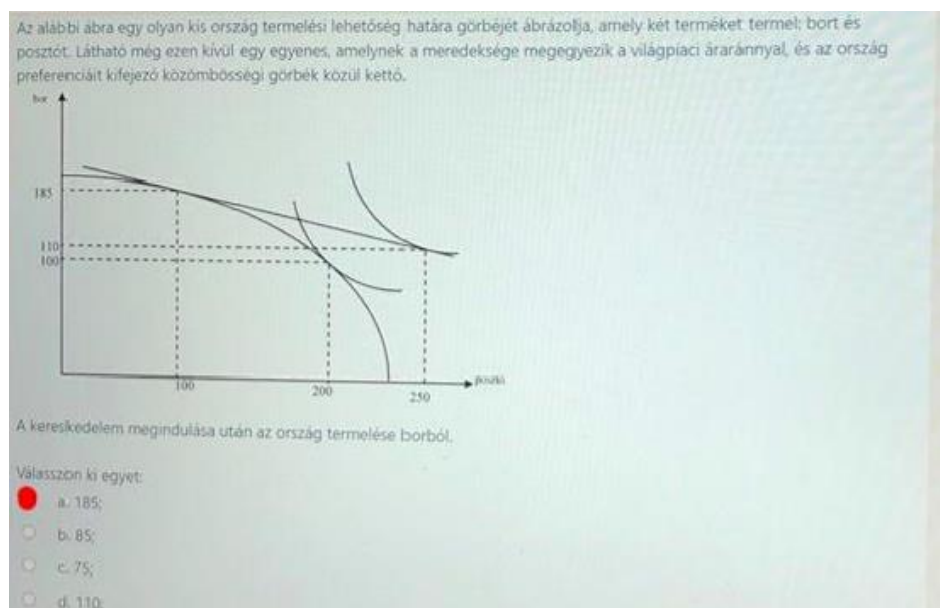 Az alábbi ábra egy olyan kis ország termelési lehetőség határa görbéjét ábrázolja, amely két terméket termel; bort és
posztót. Látható még ezen kívül egy egyenes, amelynek a meredeksége megegyezik a világpiaci áraránnyal, és az ország
preferenciáit kifejező közömbösségi görbék közül kettő.
bor
185
110
100
100
200
250
posztó
A kereskedelem megindulása után az ország termelése borból.
Válasszon ki egyet:
a. 185;
b. 85;
c. 75;
d. 110;